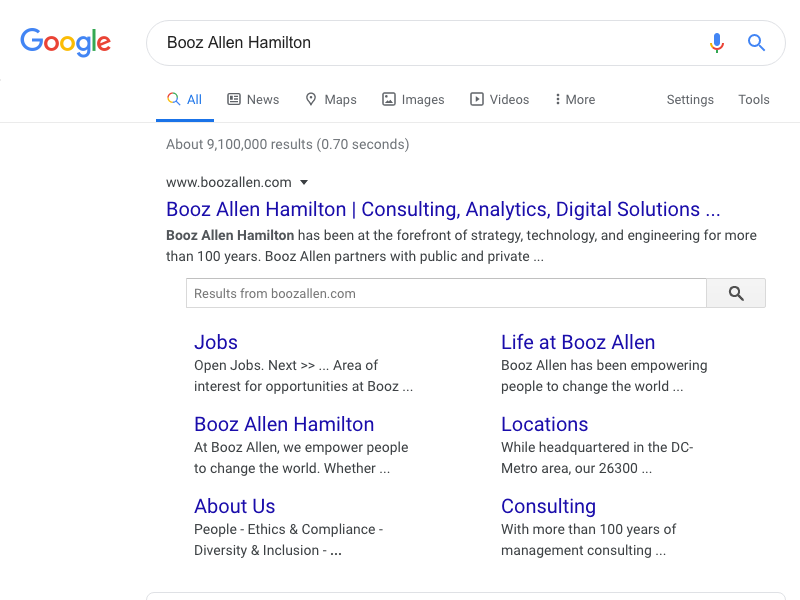 Google
Booz Allen Hamilton
All News Maps Images Videos More Settings Tools
About 9,100,000 results (0.70 seconds)
www.boozallen.com
Booz Allen Hamilton | Consulting, Analytics, Digital Solutions ...
Booz Allen Hamilton has been at the forefront of strategy, technology, and engineering for more
than 100 years. Booz Allen partners with public and private ...
Results from boozallen.com
Jobs
Open Jobs. Next >> ... Area of
interest for opportunities at Booz ...
Life at Booz Allen
Booz Allen has been empowering
people to change the world ...
Booz Allen Hamilton
At Booz Allen, we empower people
to change the world. Whether ...
Locations
While headquartered in the DC-
Metro area, our 26300 ...
About Us
People - Ethics & Compliance -
Diversity & Inclusion - ...
Consulting
With more than 100 years of
management consulting ...